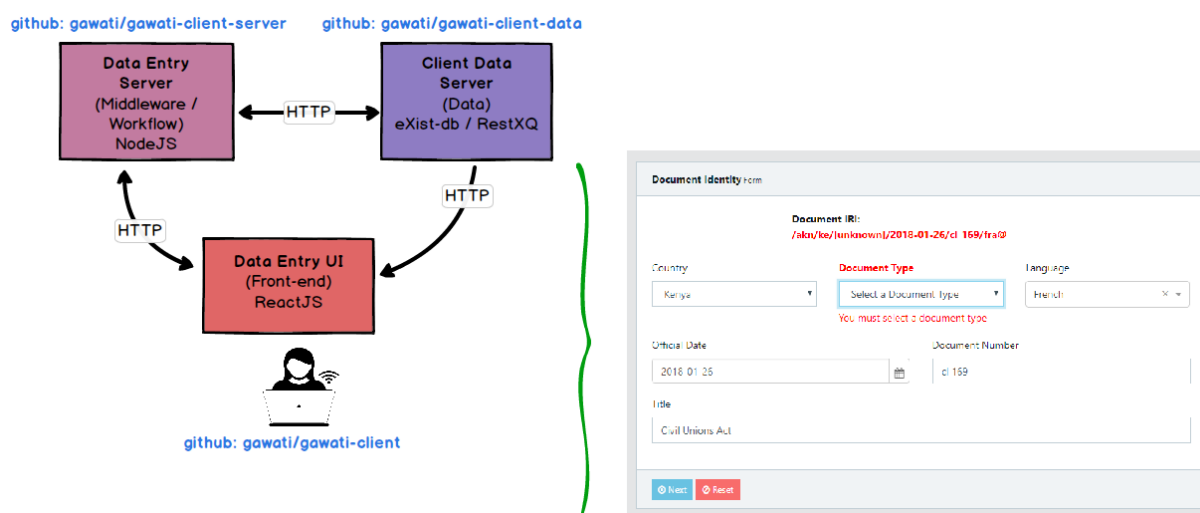 github: gawati/gawati-client-server
github: gawati/gawati-client-data
Data Entry
Server
(Middleware /
Workflow)
NodeJS
HTTP
Client Data
Server
(Data)
eXist-db / RestXQ
HTTP
HTTP
Data Entry UI
(Front-end)
ReactJS
github: gawati/gawati-client
Document Identity Form
Document IRI:
/akn/ke/[unknown]/2018-01-26/cl-169/fra@
Country
Document Type
Language
Kenya
Select a Document Type
French
You must select a document type
Official Date
Document Number
2018-01-26
cl-169
Title
Civil Unions Act
Next
Reset